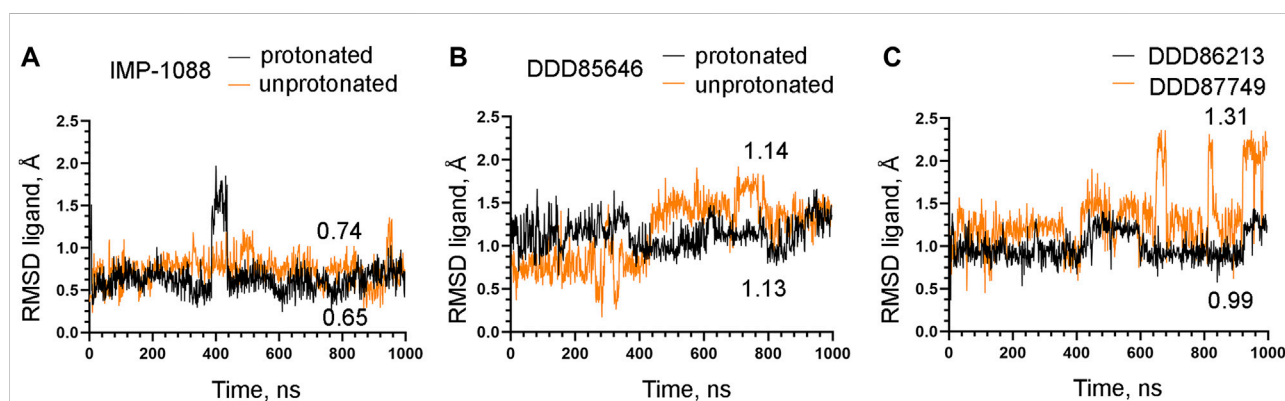 A
IMP-1088
protonated
unprotonated
RMSD ligand, Å
2.5
2.0
1.5
1.0
0.5
0.0
0.74
0.65
0
200
400
600
800
1000
Time, ns
B
DDD85646
protonated
unprotonated
RMSD ligand, Å
2.5
2.0
1.5
1.0
0.5
0.0
1.14
1.13
0
200
400
600
800
1000
Time, ns
C
DDD86213
DDD87749
RMSD ligand, Å
2.5
2.0
1.5
1.0
0.5
0.0
1.31
0.99
0
200
400
600
800
1000
Time, ns